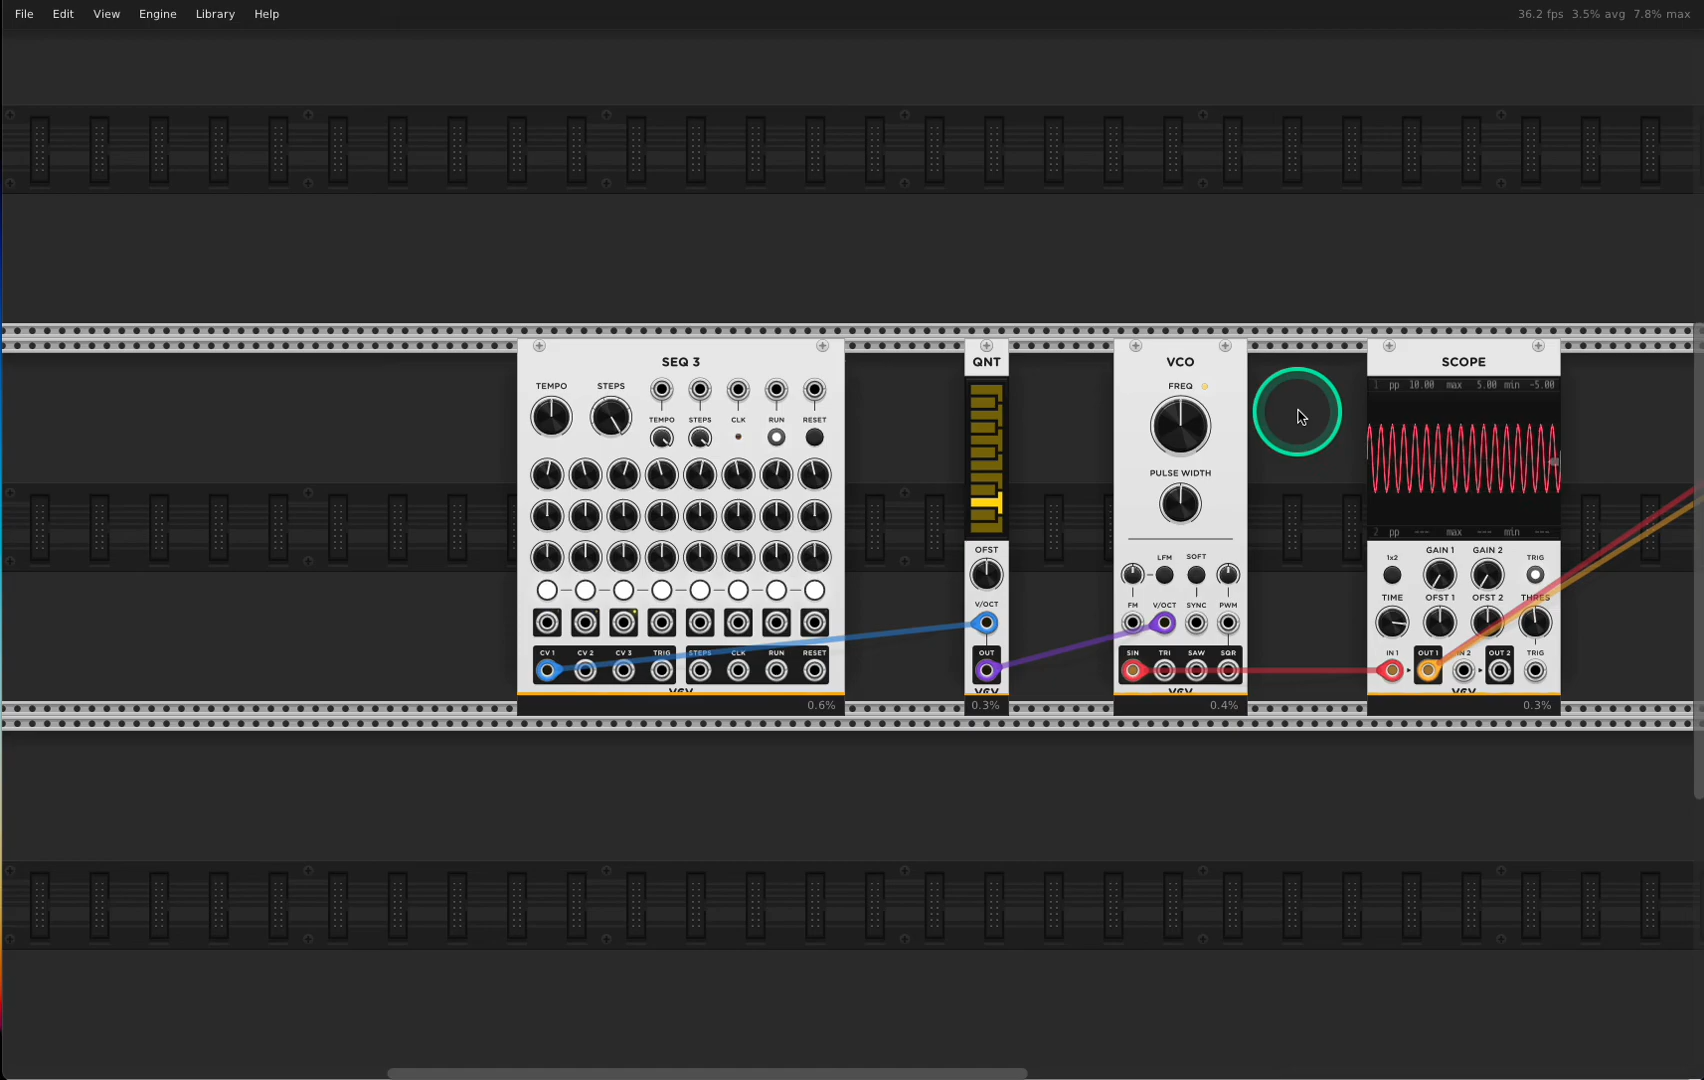 File Edit View Engine Library Help
36.2 fps 3.5% avg 7.8% max
SEQ 3
TEMPO STEPS
TEMPO STEPS CLK RUN RESET
CV 1 CV 2 CV 3 TRIG STEPS CLK RUN RESET
VCV
0.6%
QNT
OFST
V/OCT
OUT
VCV
0.3%
VCO
FREQ
PULSE WIDTH
LFM SOFT
FM V/OCT SYNC PWM
SIN TRI SAW SQR
VCV
0.4%
SCOPE
1 pp 10.00 max 5.00 min -5.00
2 pp --- max --- min ---
1x2 GAIN 1 GAIN 2 TRIG
TIME OFST 1 OFST 2 THRES
IN 1 OUT 1 IN 2 OUT 2 TRIG
VCV
0.3%